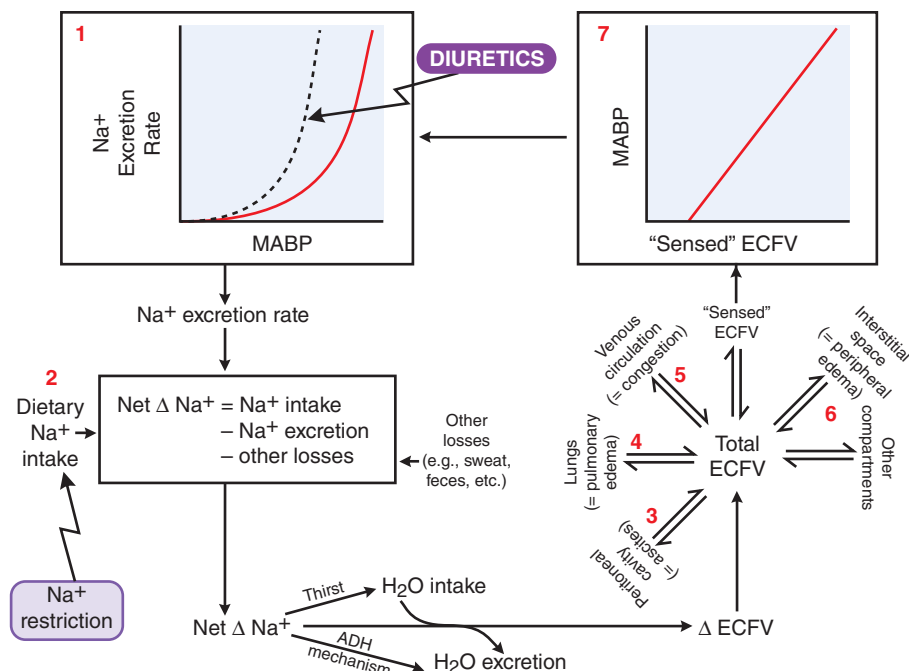 1
DIURETICS
Na+
Excretion
Rate
MABP
7
MABP
“Sensed” ECFV
Na+ excretion rate
2
Dietary
Na+
intake
Net Δ Na+ = Na+ intake
– Na+ excretion
– other losses
Other
losses
(e.g., sweat,
feces, etc.)
Na+
restriction
Net Δ Na+
Thirst
H2O intake
ADH
mechanism
H2O excretion
Δ ECFV
“Sensed”
ECFV
Venous
circulation
(= congestion)
5
Interstitial
space
(= peripheral
edema)
6
4
Lungs
(= pulmonary
edema)
Total
ECFV
Other
compartments
3
Peritoneal
cavity
(= ascites)